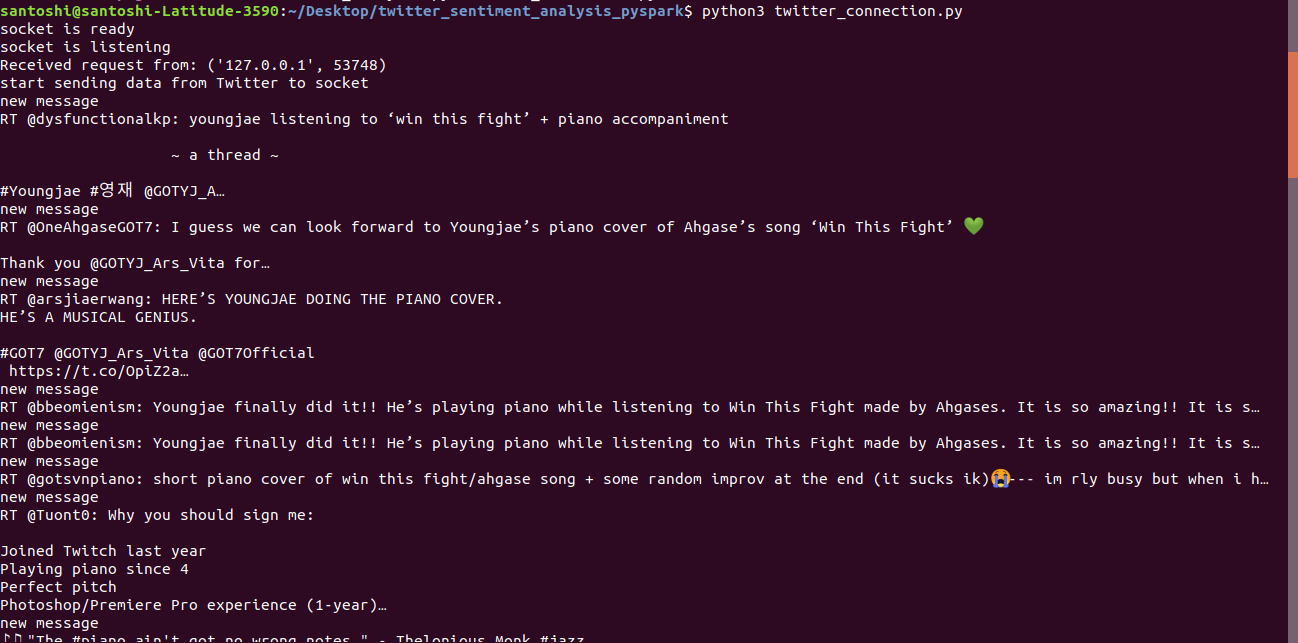 santoshi@santoshi-Latitude-3590:~/Desktop/twitter_sentiment_analysis_pyspark$ python3 twitter_connection.py
socket is ready
socket is listening
Received request from: ('127.0.0.1', 53748)
start sending data from Twitter to socket
new message
RT @dysfunctionalkp: youngjae listening to ‘win this fight’ + piano accompaniment
~ a thread ~
#Youngjae #영재 @GOTYJ_A…
new message
RT @OneAhgaseGOT7: I guess we can look forward to Youngjae’s piano cover of Ahgase’s song ‘Win This Fight’ 💚
Thank you @GOTYJ_Ars_Vita for…
new message
RT @arsjiaerwang: HERE’S YOUNGJAE DOING THE PIANO COVER.
HE’S A MUSICAL GENIUS.
#GOT7 @GOTYJ_Ars_Vita @GOT7Official
https://t.co/OpiZ2a…
new message
RT @bbeomienism: Youngjae finally did it!! He’s playing piano while listening to Win This Fight made by Ahgases. It is so amazing!! It is s…
new message
RT @bbeomienism: Youngjae finally did it!! He’s playing piano while listening to Win This Fight made by Ahgases. It is so amazing!! It is s…
new message
RT @gotsvnpiano: short piano cover of win this fight/ahgase song + some random improv at the end (it sucks ik)😭--- im rly busy but when i h…
new message
RT @Tuont0: Why you should sign me:
Joined Twitch last year
Playing piano since 4
Perfect pitch
Photoshop/Premiere Pro experience (1-year)…
new message
♪♫"The #piano ain't got no wrong notes." - Thelonious Monk #jazz